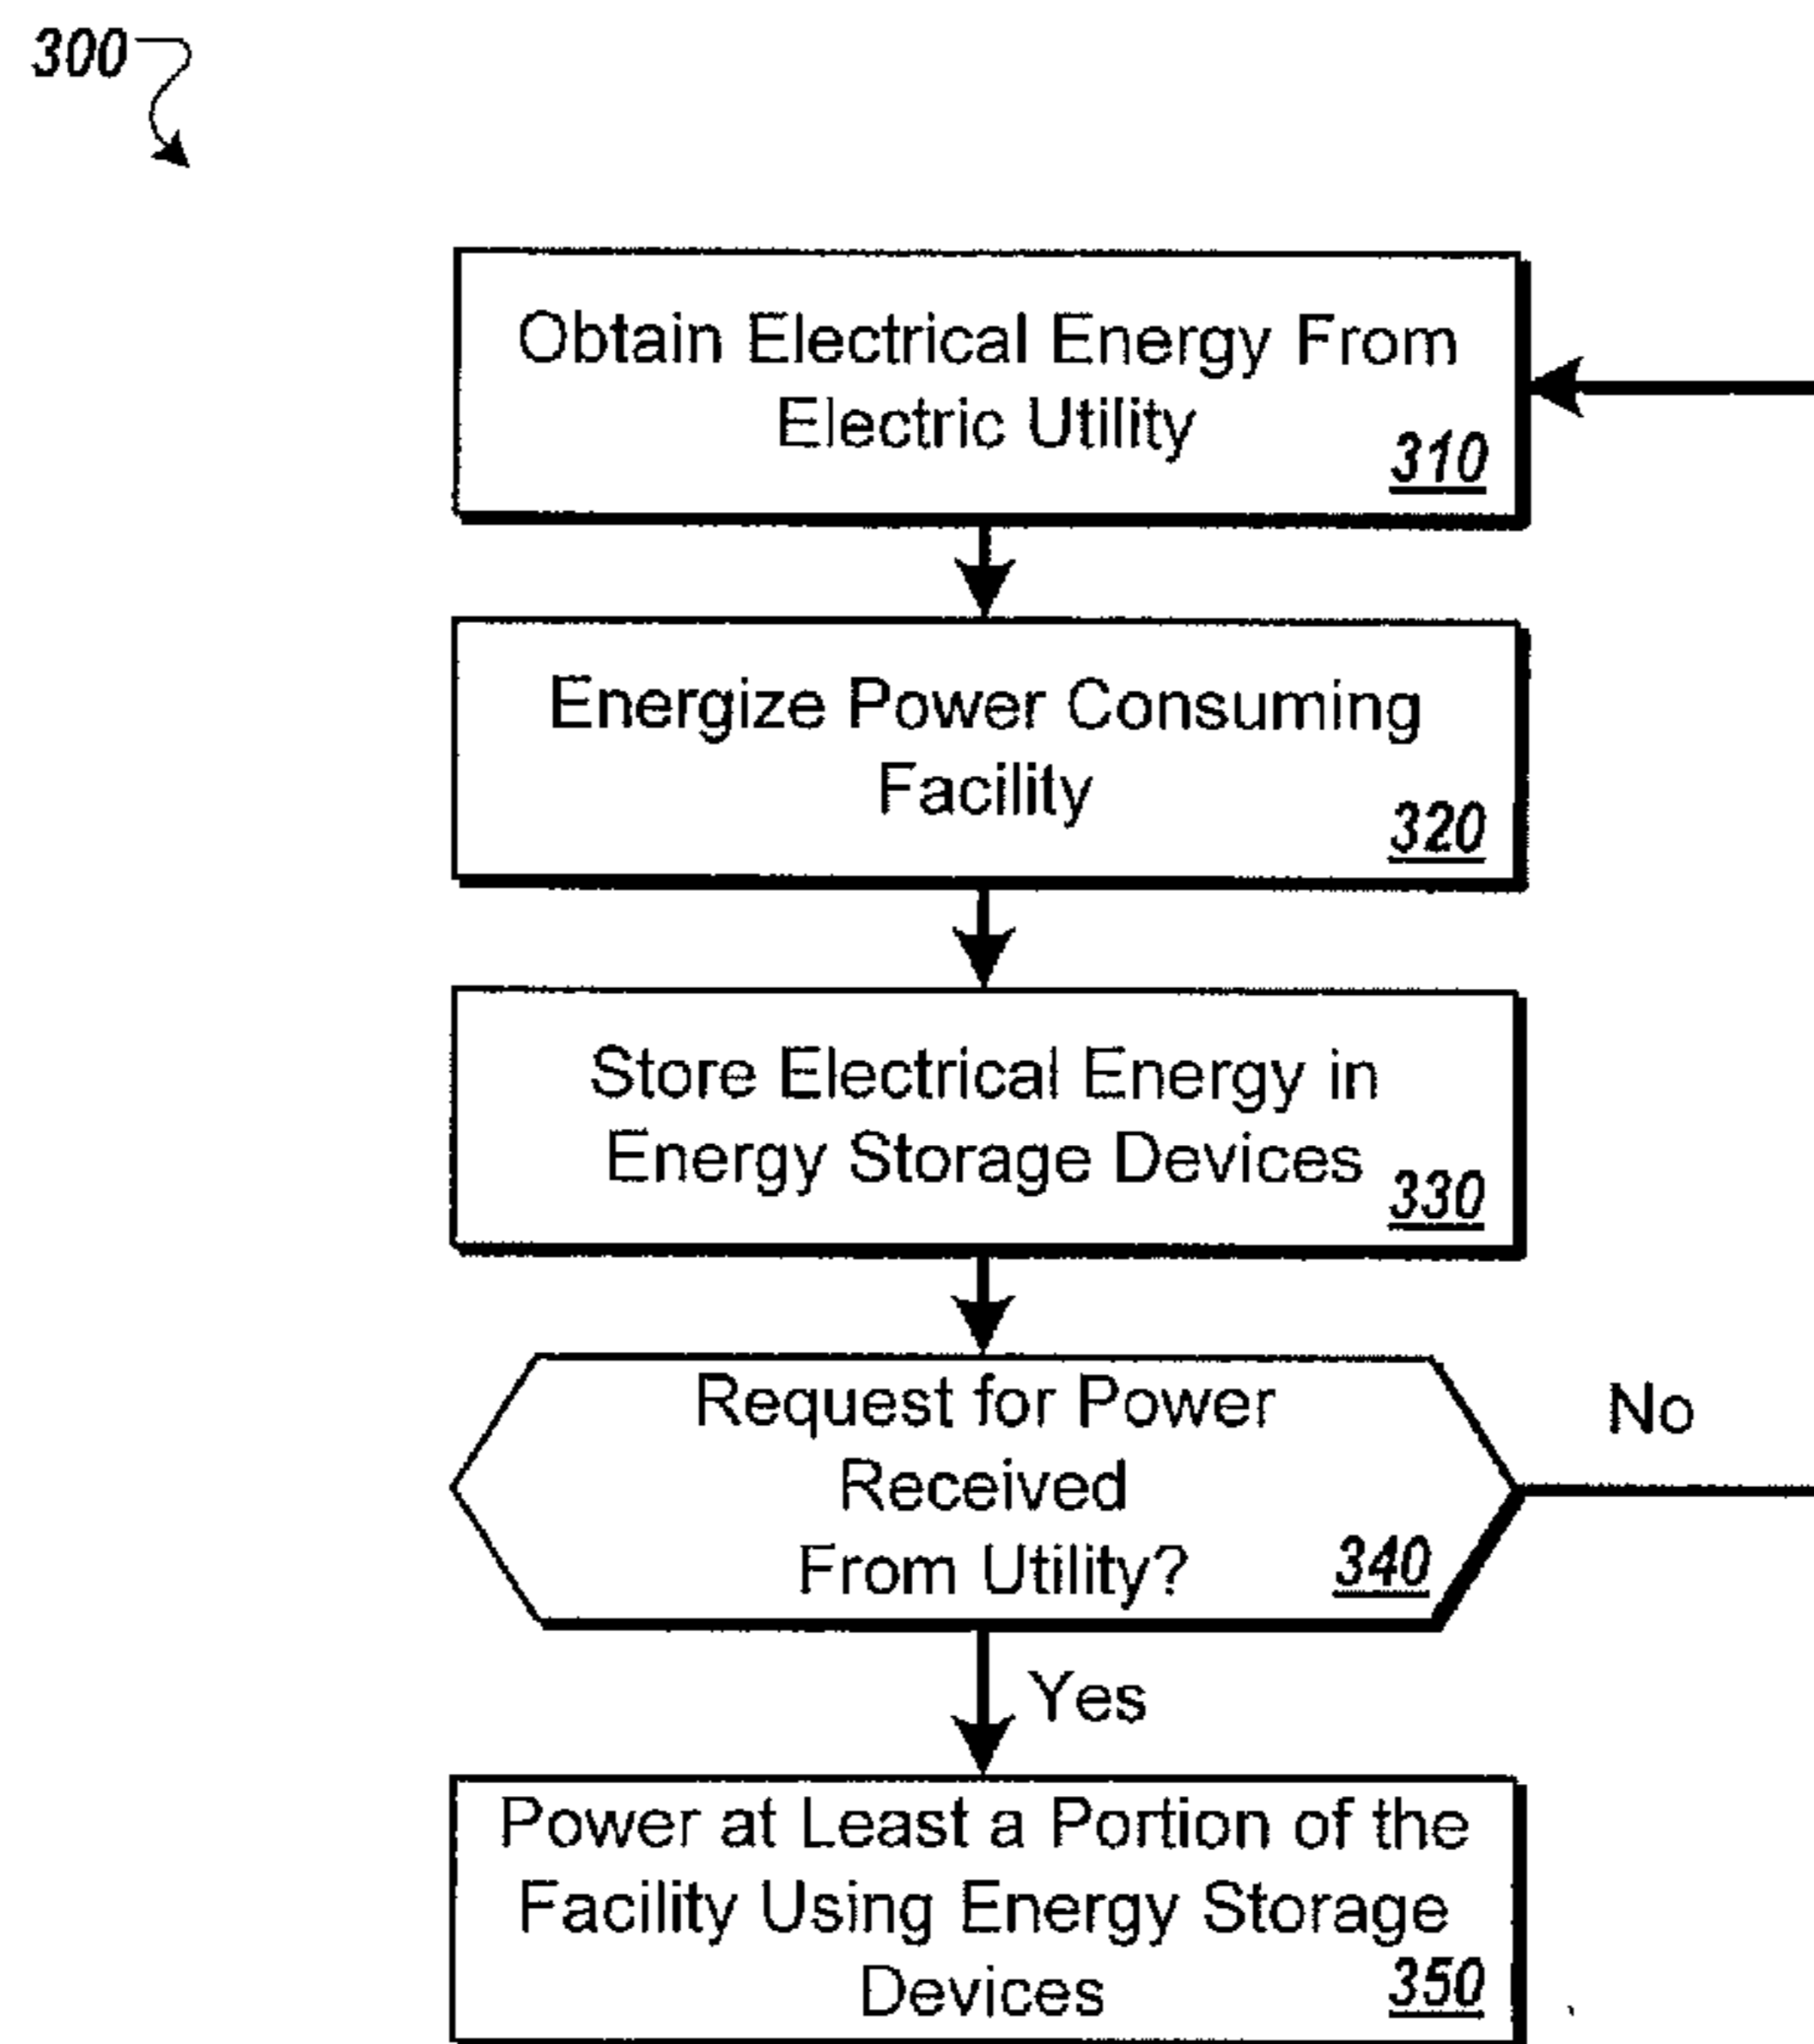 300
Obtain Electrical Energy From
Electric Utility
310
Energize Power Consuming
Facility
320
Store Electrical Energy in
Energy Storage Devices
330
Request for Power
Received
From Utility?
340
No
Yes
Power at Least a Portion of the
Facility Using Energy Storage
Devices
350